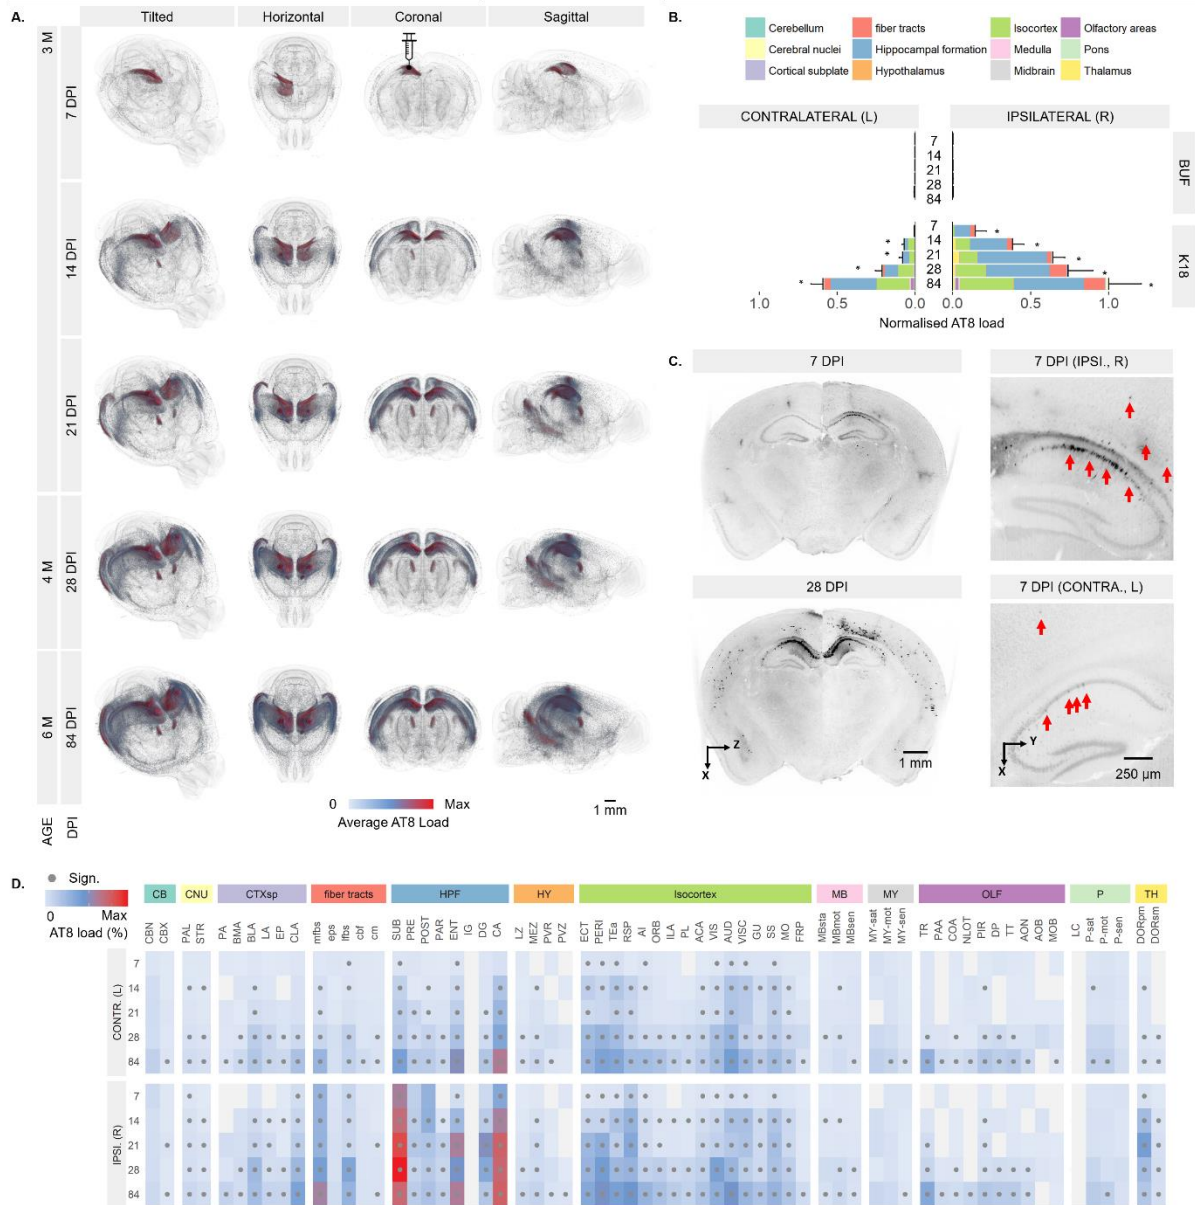 A.
Tilted Horizontal Coronal Sagittal
3 M
7 DPI
14 DPI
21 DPI
4 M
28 DPI
6 M
84 DPI
AGE
DPI
0 Max
Average AT8 Load
1 mm
B.
Cerebellum fiber tracts Isocortex Olfactory areas
Cerebral nuclei Hippocampal formation Medulla Pons
Cortical subplate Hypothalamus Midbrain Thalamus
CONTRALATERAL (L) IPSILATERAL (R)
7
14
21
28
84
BUF
7
14
21
28
84
K18
* * * *
* * * * *
1.0 0.5 0.0 0.0 0.5 1.0
Normalised AT8 load
C.
7 DPI 7 DPI (IPSI., R)
28 DPI 7 DPI (CONTRA., L)
Z
X
1 mm
Y
X
250 μm
D.
Sign.
0 Max
AT8 load (%)
CB CNU CTXsp fiber tracts HPF HY Isocortex MB MY OLF P TH
CBN CBX PAL STR PA BMA BLA LA EP CLA mfbs eps lfbs cbf cm SUB PRE POST PAR ENT IG DG CA LZ MEZ PVR PVZ ECT PERI TEa RSP AI ORB ILA PL ACA VIS AUD VISC GU SS MO FRP MBsta MBmot MBsen MY-sat MY-mot MY-sen TR PAA COA NLOT PIR DP TT AON AOB MOB LC P-sat P-mot P-sen DORpm DORsm
CONTR. (L)
7
14
21
28
84
IPSI. (R)
7
14
21
28
84